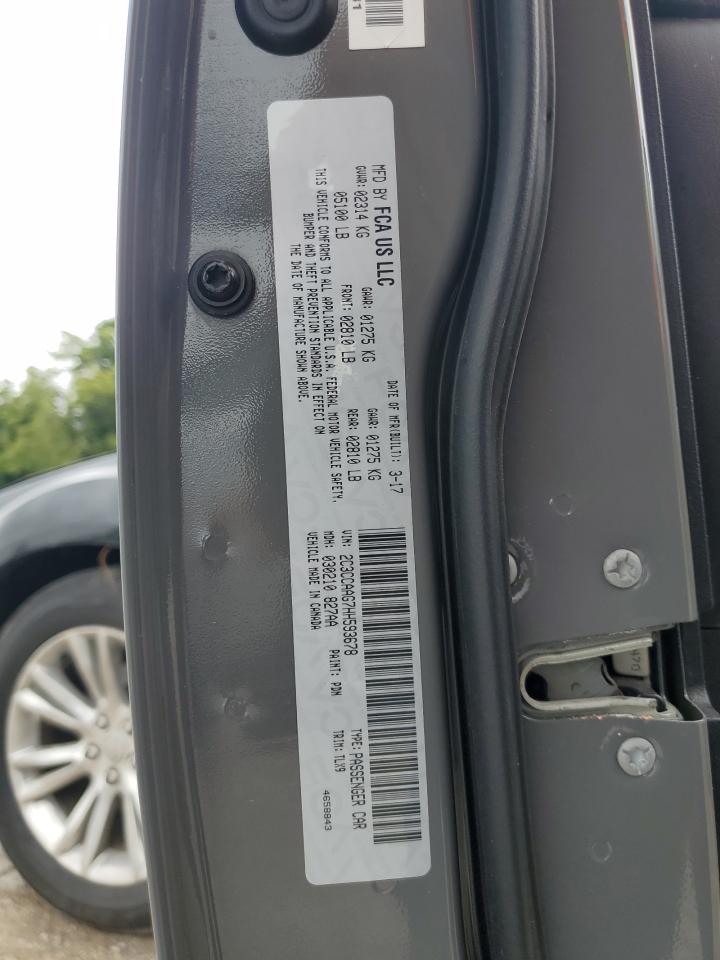 MFD BY FCA US LLC
DATE OF MFR(BUILT): 3-17
GVWR: 02314 KG
GAWR: 01275 KG
GAWR: 01275 KG
05100 LB
FRONT: 02810 LB
REAR: 02810 LB
THIS VEHICLE CONFORMS TO ALL APPLICABLE U.S.A. FEDERAL MOTOR VEHICLE SAFETY,
BUMPER AND THEFT PREVENTION STANDARDS IN EFFECT ON
THE DATE OF MANUFACTURE SHOWN ABOVE.
VIN: 2C3CCAAG7HH593678
TYPE: PASSENGER CAR
MDH: 030210 827AA
PAINT: PDN
TRIM: TLX9
VEHICLE MADE IN CANADA
4658843